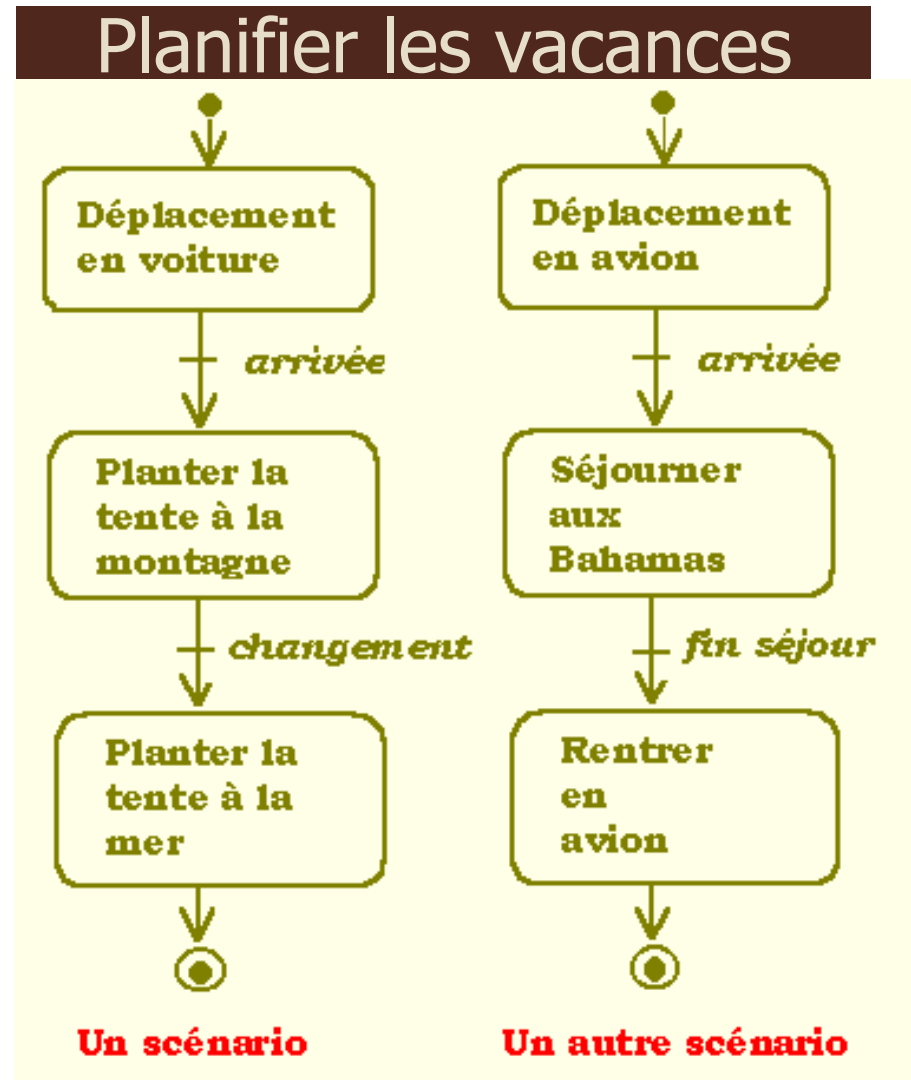 Planifier les vacances
Déplacement
en voiture
arrivée
Planter la
tente à la
montagne
changement
Planter la
tente à la
mer
Un scénario
Déplacement
en avion
arrivée
Séjourner
aux
Bahamas
fin séjour
Rentrer
en
avion
Un autre scénario